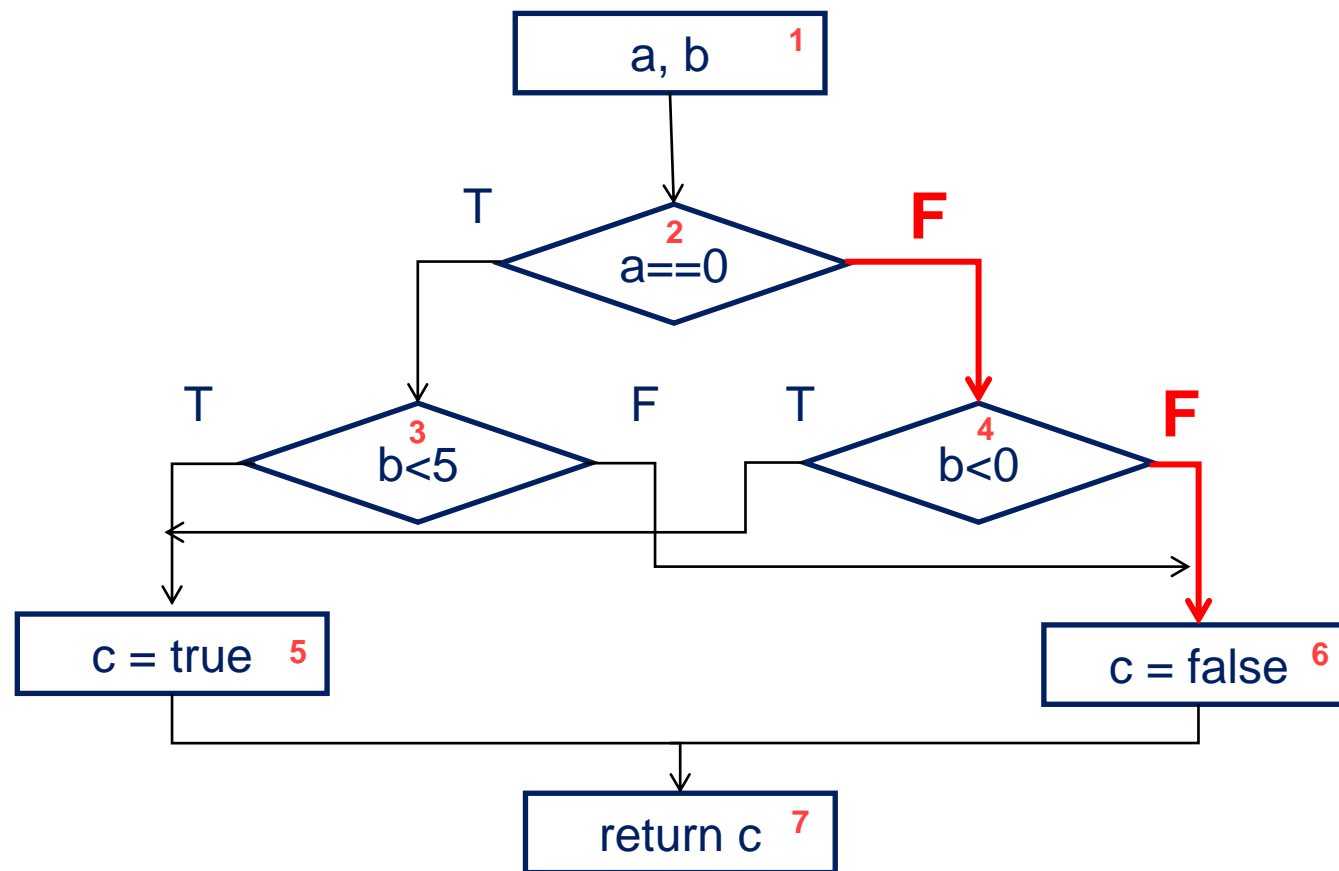 a, b 1
T F
2
a==0
T F T F
3 4
b<5 b<0
c = true 5
c = false 6
return c 7